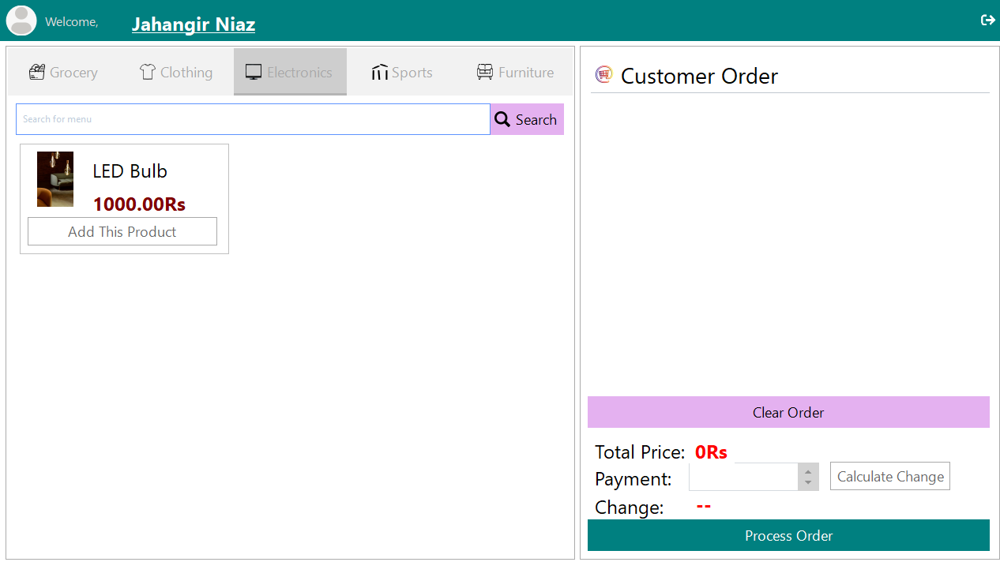 Welcome, Jahangir Niaz
Grocery Clothing Electronics Sports Furniture
Search for menu Search
LED Bulb
1000.00Rs
Add This Product
Customer Order
Clear Order
Total Price: 0Rs
Payment: Calculate Change
Change: --
Process Order